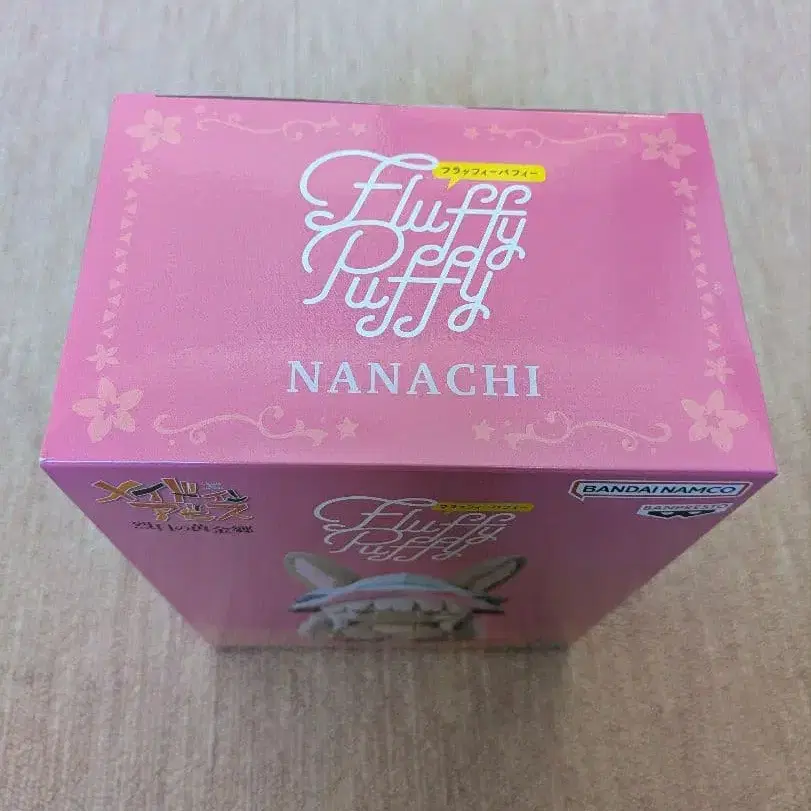 フラッフィーパフィー
Fluffy
Puffy
NANACHI
メイドインアビス
烈日の黄金郷
フラッフィーパフィー
Fluffy
Puffy
BANDAI NAMCO
BANPRESTO